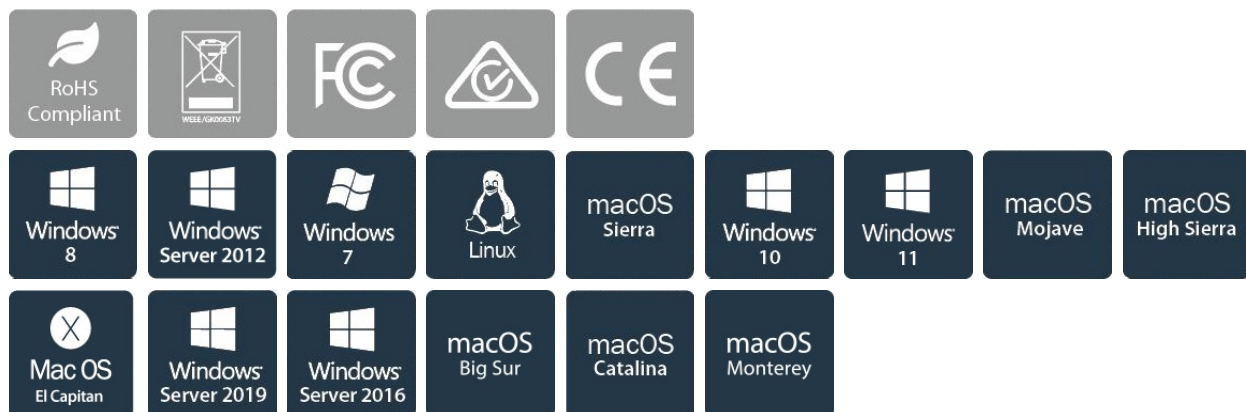 RoHS
Compliant
WEEE/GK0063TV
FC
CE
Windows
8
Windows
Server 2012
Windows
7
Linux
macOS
Sierra
Windows
10
Windows
11
macOS
Mojave
macOS
High Sierra
X
Mac OS
El Capitan
Windows
Server 2019
Windows
Server 2016
macOS
Big Sur
macOS
Catalina
macOS
Monterey